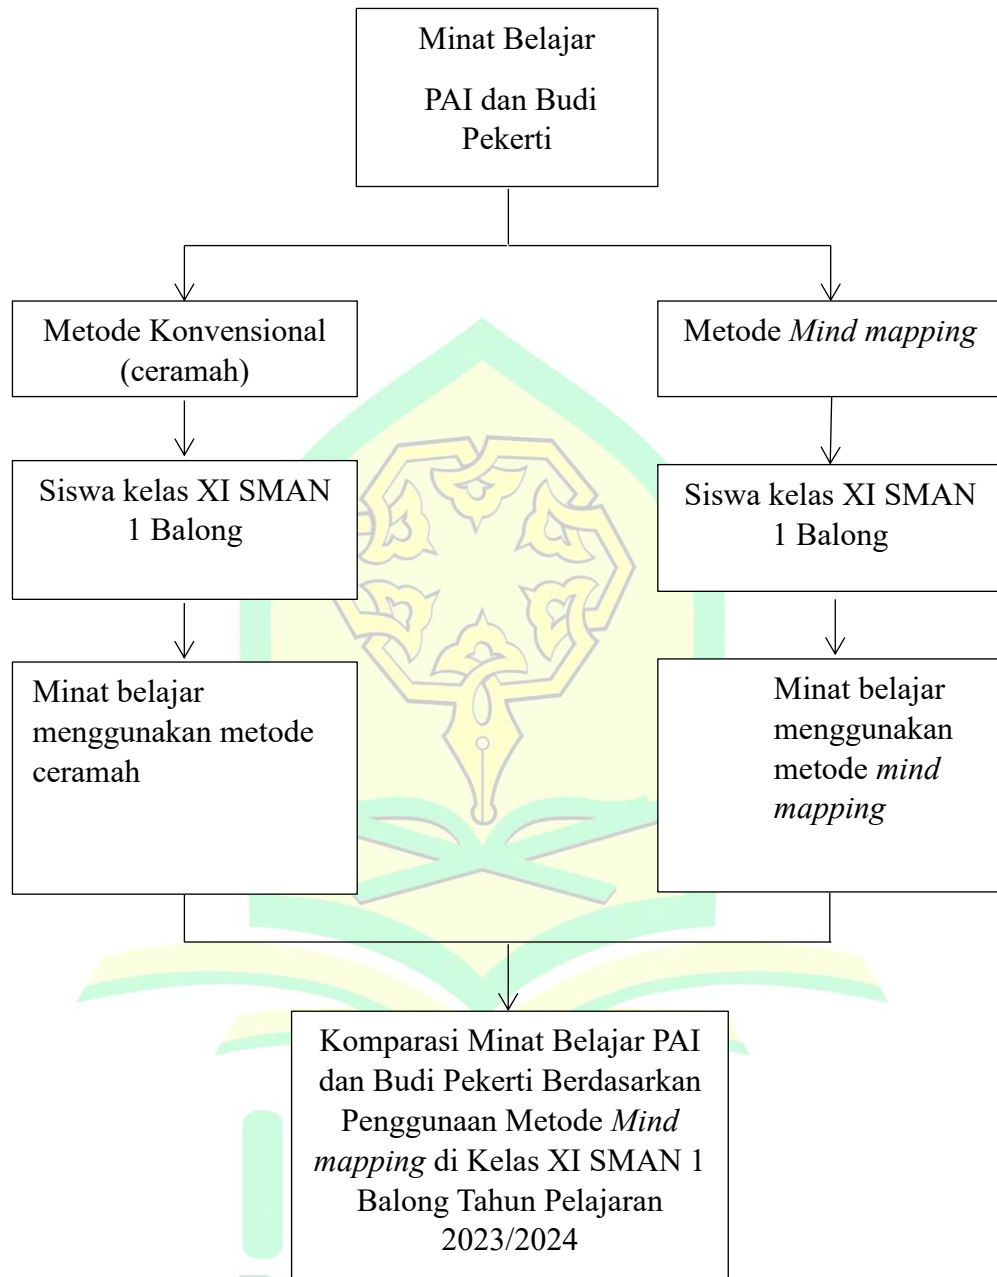 Minat Belajar
PAI dan Budi
Pekerti
Metode Konvensional
(ceramah)
Metode Mind mapping
Siswa kelas XI SMAN
1 Balong
Siswa kelas XI SMAN
1 Balong
Minat belajar
menggunakan metode
ceramah
Minat belajar
menggunakan
metode mind
mapping
Komparasi Minat Belajar PAI
dan Budi Pekerti Berdasarkan
Penggunaan Metode Mind
mapping di Kelas XI SMAN 1
Balong Tahun Pelajaran
2023/2024